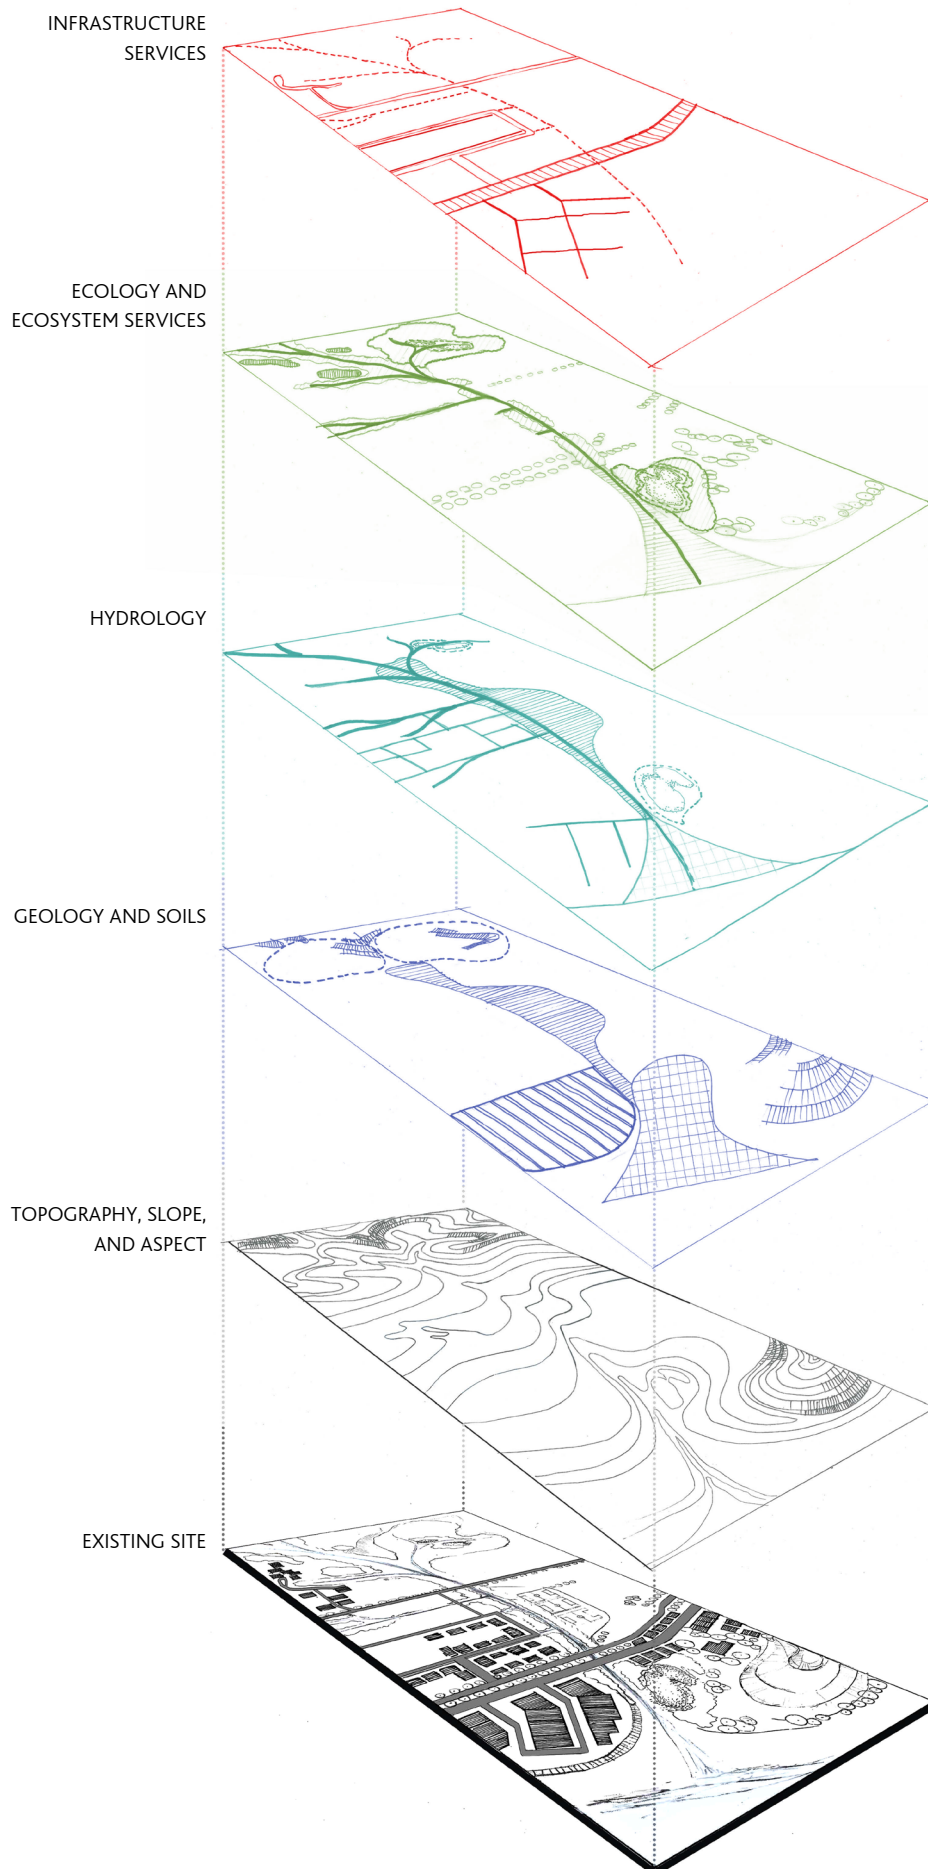 INFRASTRUCTURE
SERVICES
ECOLOGY AND
ECOSYSTEM SERVICES
HYDROLOGY
GEOLOGY AND SOILS
TOPOGRAPHY, SLOPE,
AND ASPECT
EXISTING SITE